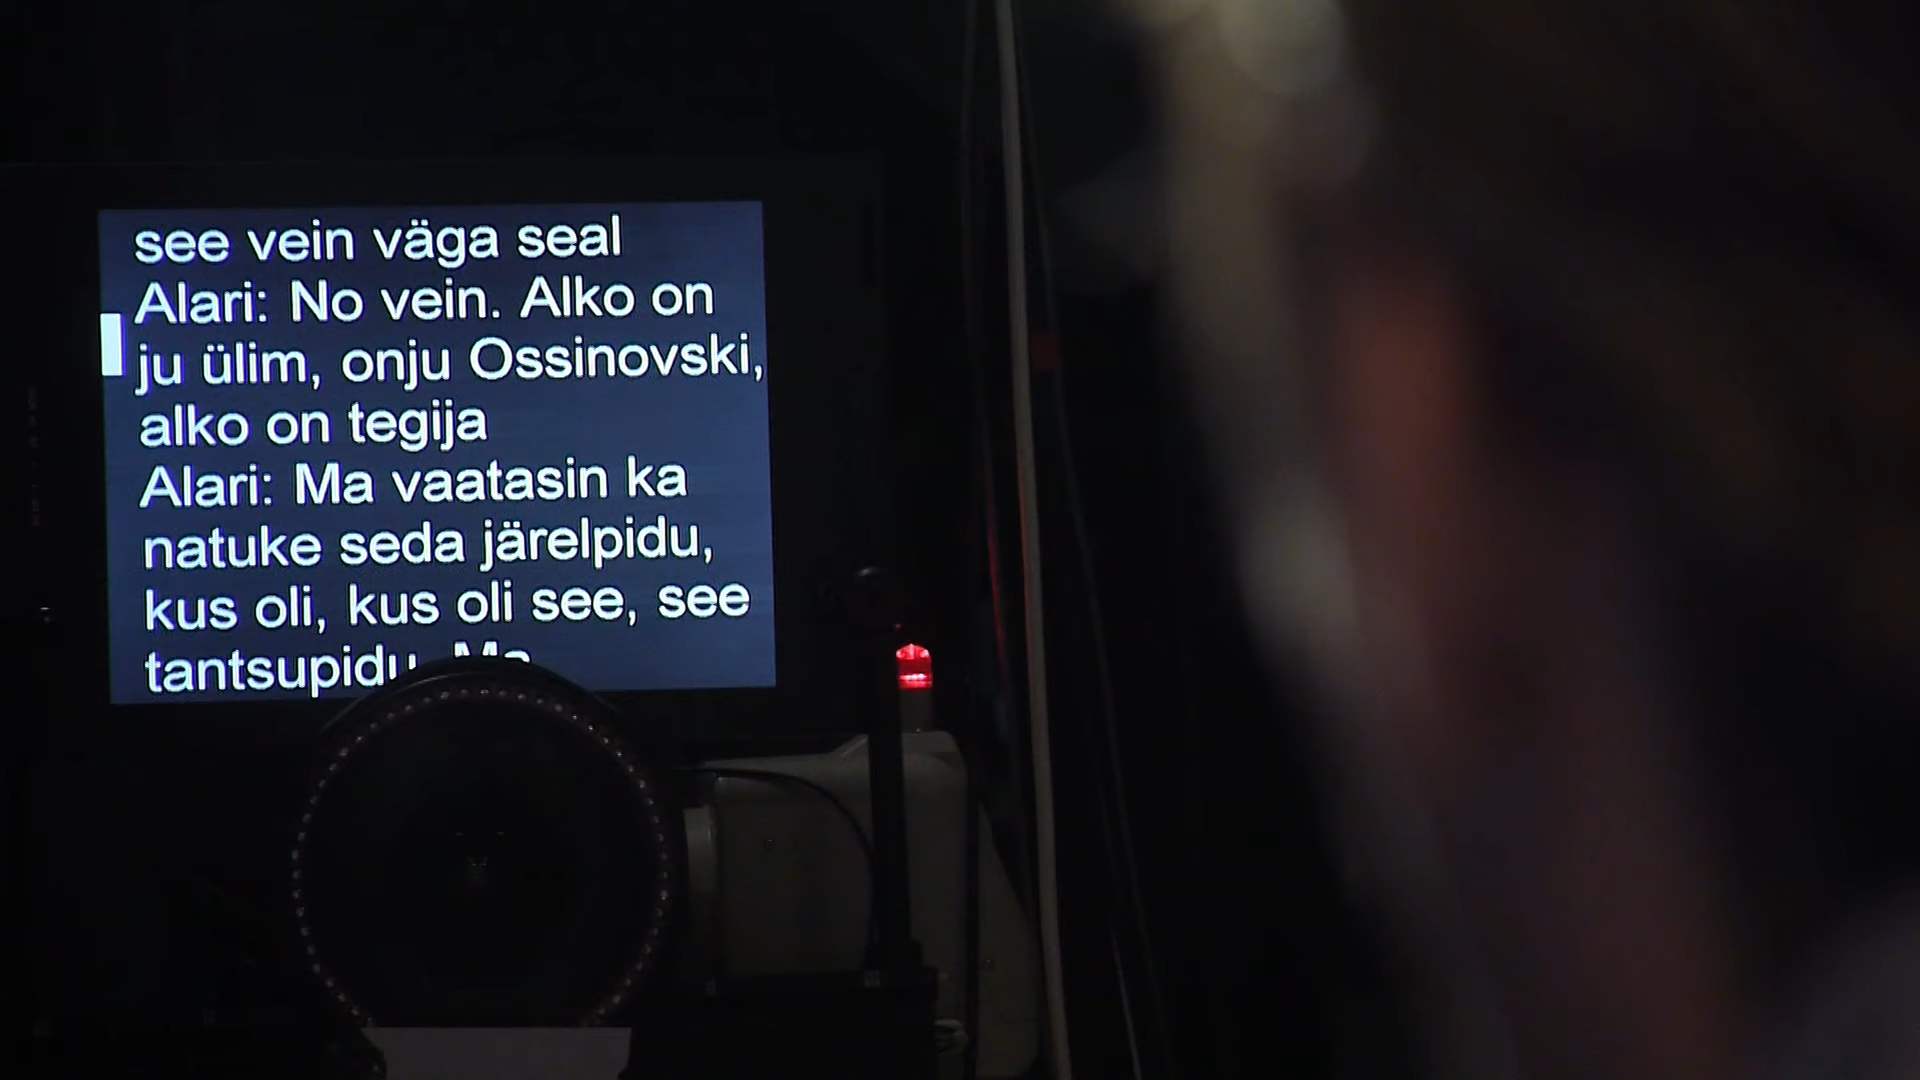 see vein väga seal
Alari: No vein. Alko on
ju ülim, onju Ossinovski,
alko on tegija
Alari: Ma vaatasin ka
natuke seda järelpidu,
kus oli, kus oli see, see
tantsupidu. Ma